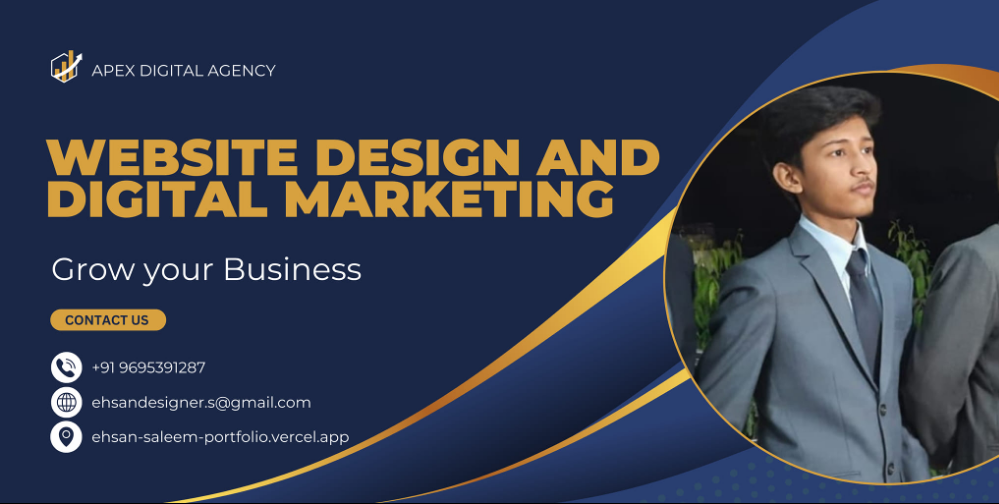 APEX DIGITAL AGENCY
WEBSITE DESIGN AND
DIGITAL MARKETING
Grow your Business
CONTACT US
+91 9695391287
ehsandesigner.s@gmail.com
ehsan-saleem-portfolio.vercel.app